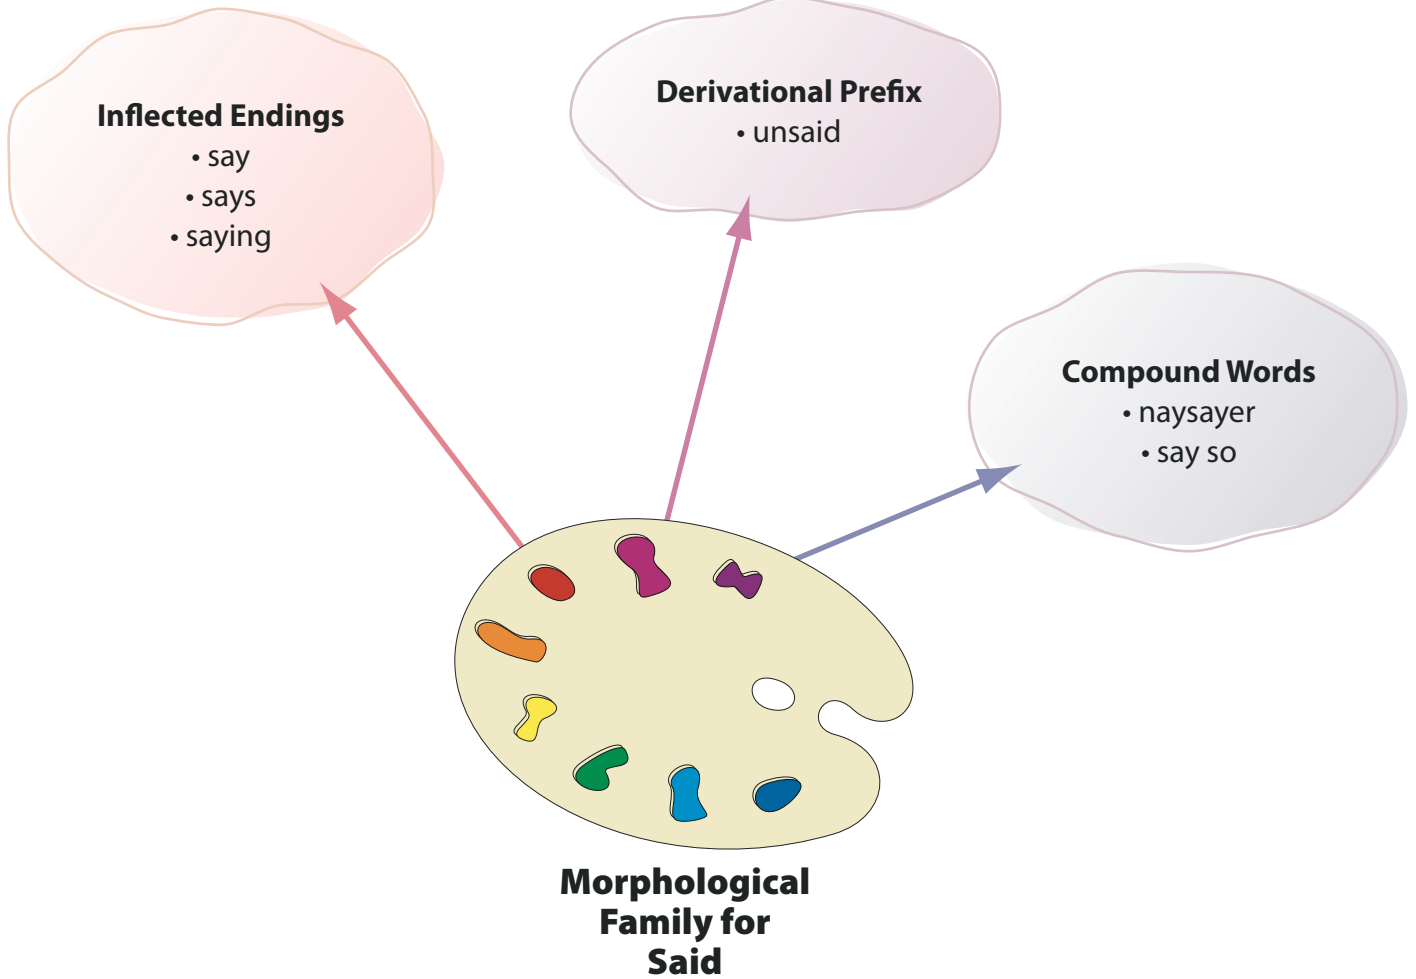 Inflected Endings
• say
• says
• saying
Derivational Prefix
• unsaid
Compound Words
• naysayer
• say so
Morphological
Family for
Said